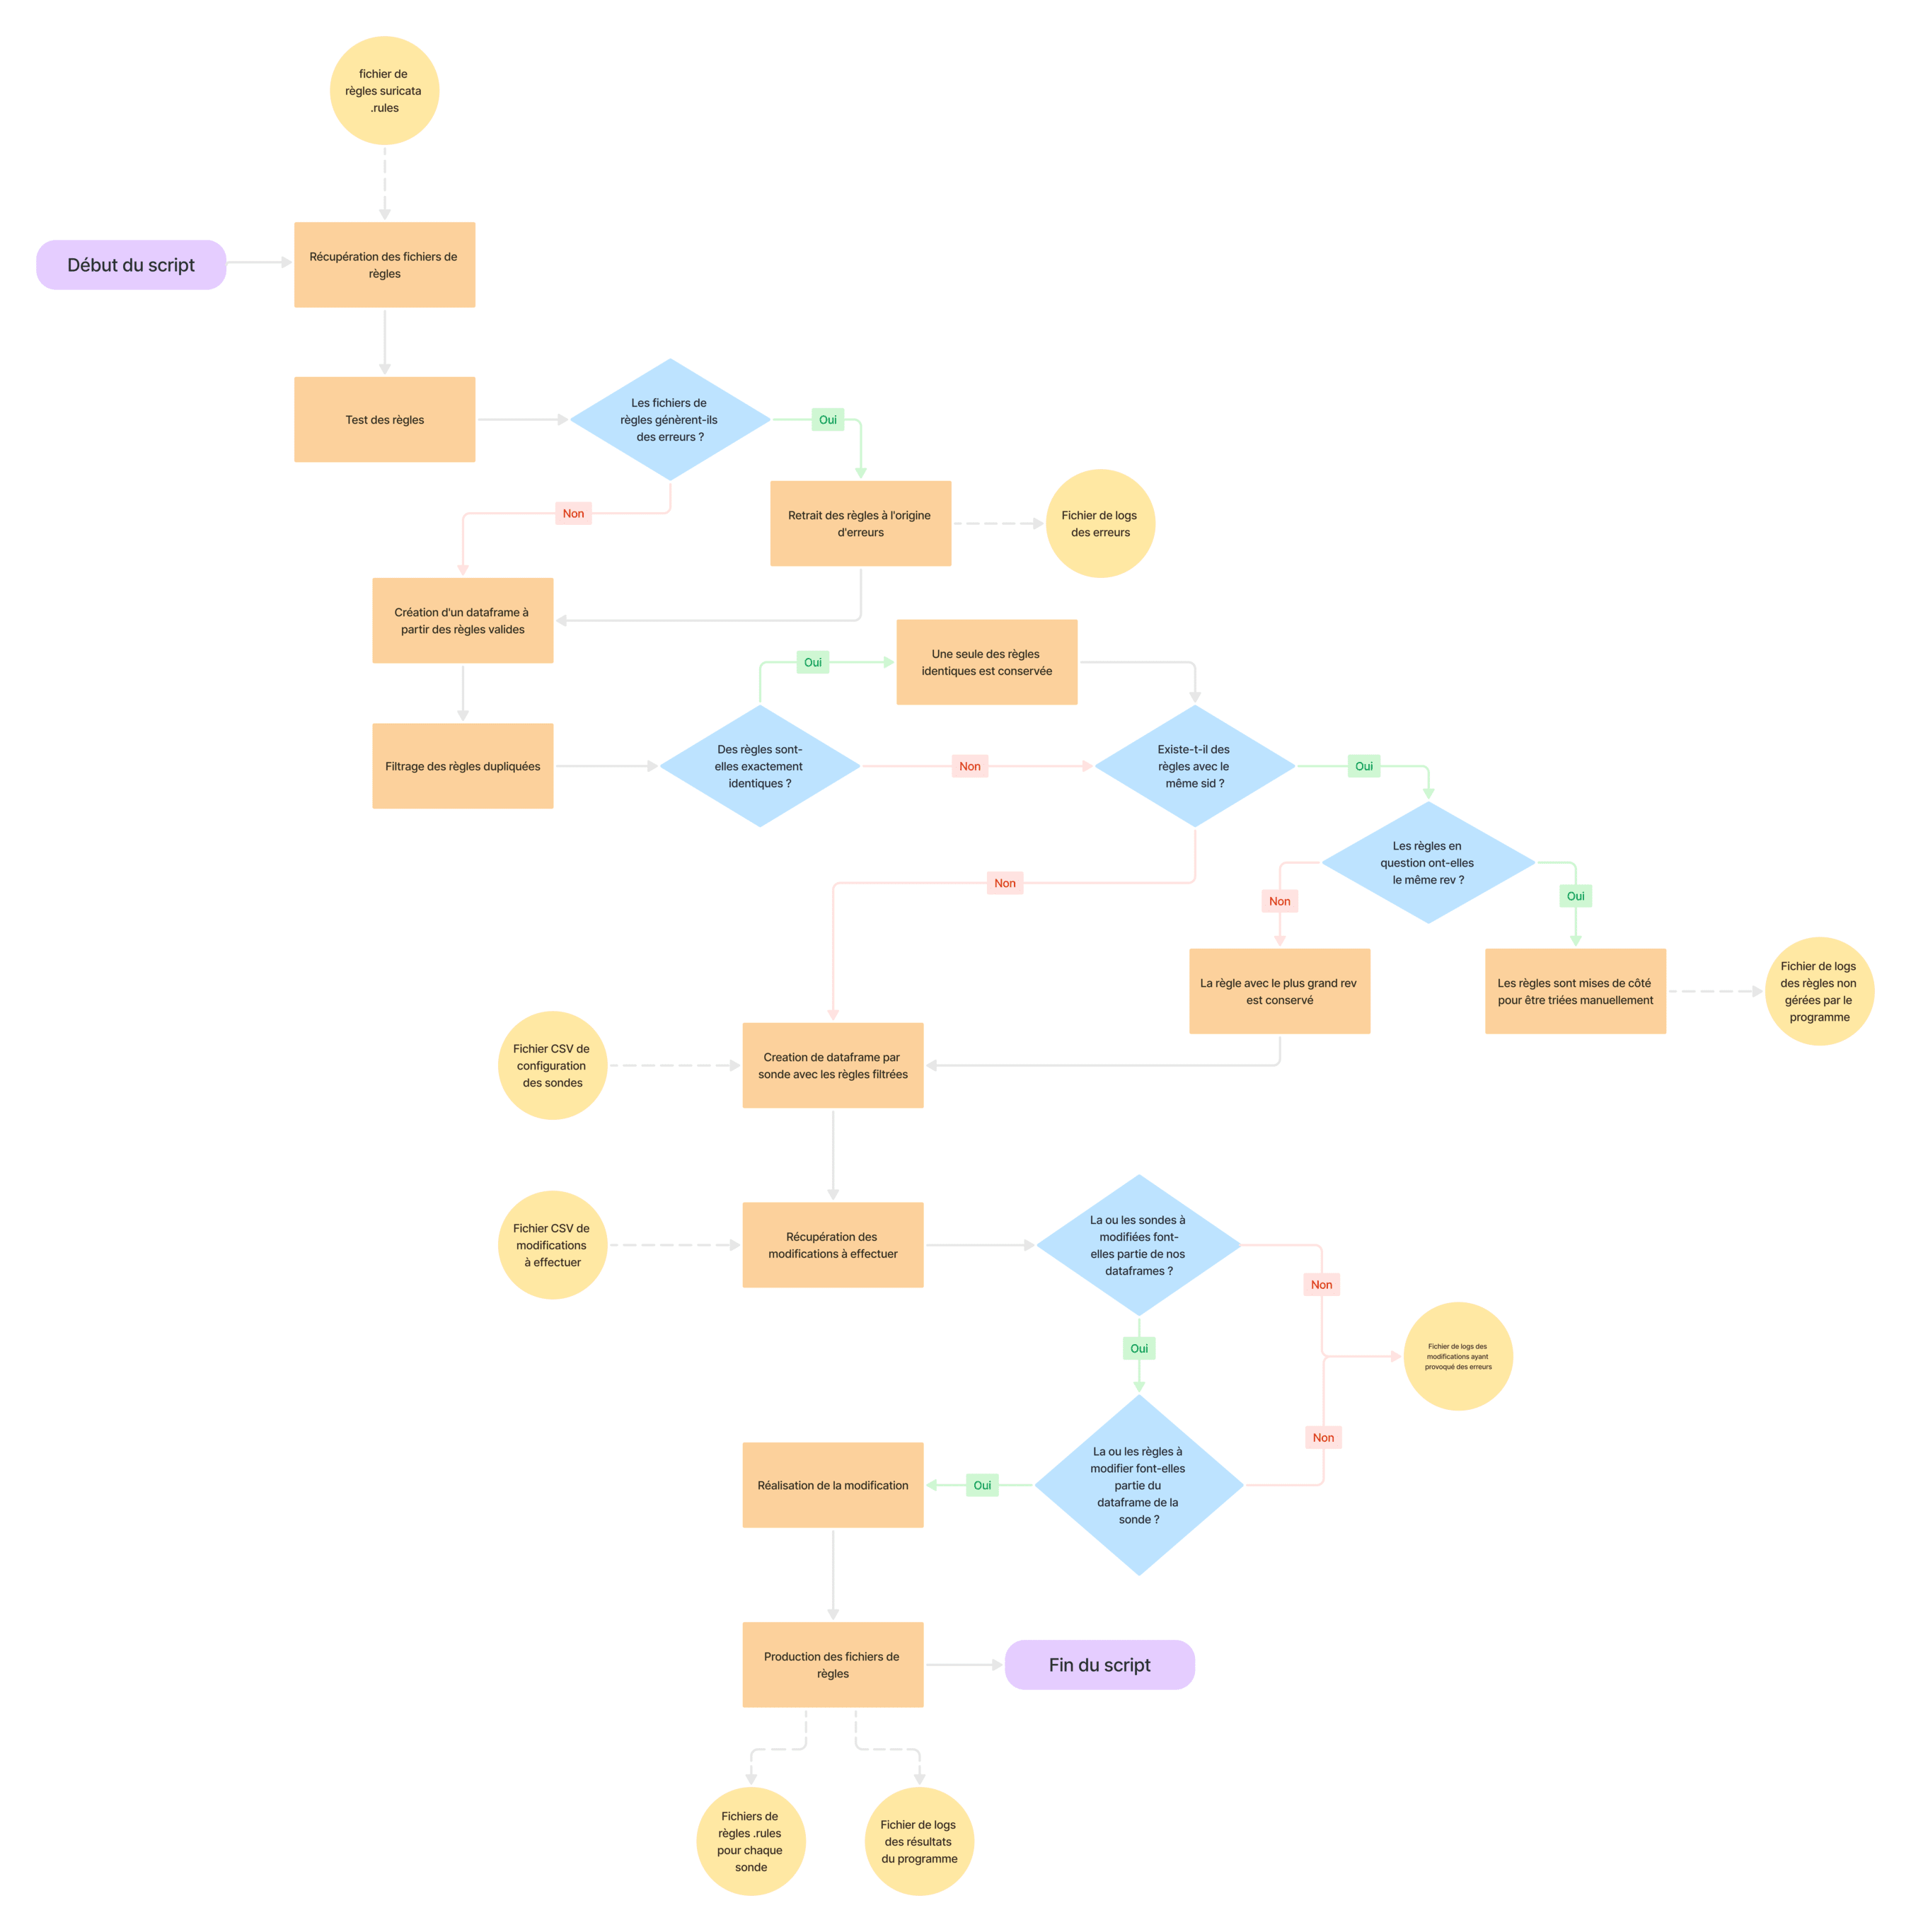 fichier de
règles suricata
.rules
Début du script
Récupération des fichiers de
règles
Test des règles
Les fichiers de
règles génèrent-ils
des erreurs ?
Oui
Non
Retrait des règles à l'origine
d'erreurs
Fichier de logs
des erreurs
Création d'un dataframe à
partir des règles valides
Oui
Une seule des règles
identiques est conservée
Filtrage des règles dupliquées
Des règles sont-
elles exactement
identiques ?
Non
Existe-t-il des
règles avec le
même sid ?
Oui
Non
Les règles en
question ont-elles
le même rev ?
Non
Oui
La règle avec le plus grand rev
est conservé
Les règles sont mises de côté
pour être triées manuellement
Fichier de logs
des règles non
gérées par le
programme
Fichier CSV de
configuration
des sondes
Creation de dataframe par
sonde avec les règles filtrées
Fichier CSV de
modifications
à effectuer
Récupération des
modifications à effectuer
La ou les sondes à
modifiées font-
elles partie de nos
dataframes ?
Non
Oui
Fichier de logs des
modifications ayant
provoqué des erreurs
Non
Réalisation de la modification
Oui
La ou les règles à
modifier font-elles
partie du
dataframe de la
sonde ?
Production des fichiers de
règles
Fin du script
Fichiers de
règles .rules
pour chaque
sonde
Fichier de logs
des résultats
du programme